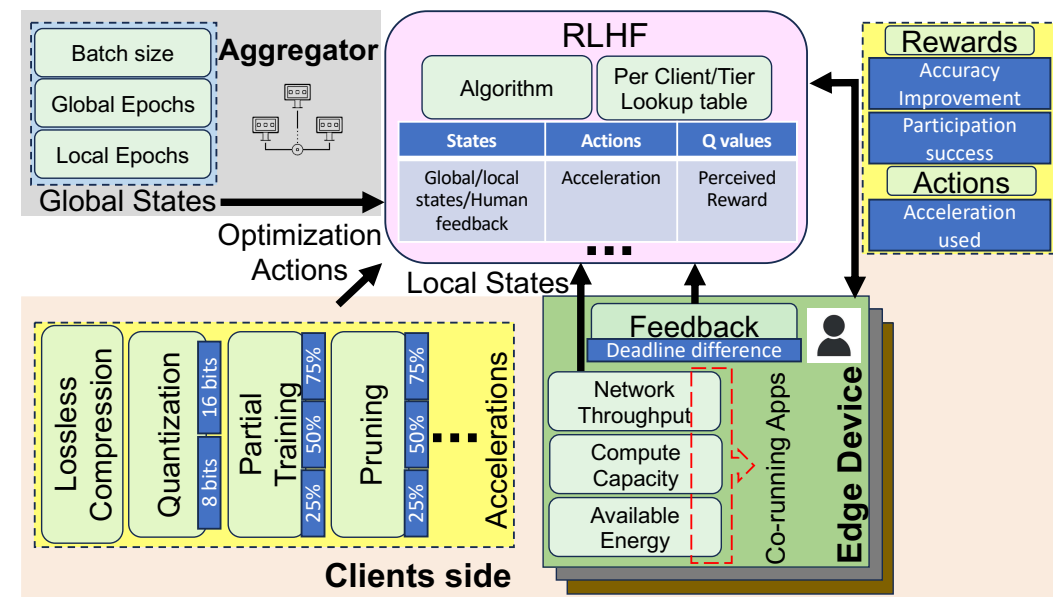 Batch size
Global Epochs
Local Epochs
Aggregator
Global States
RLHF
Algorithm
Per Client/Tier
Lookup table
States
Actions
Q values
Global/local
states/Human
feedback
Acceleration
Perceived
Reward
...
Rewards
Accuracy
Improvement
Participation
success
Actions
Acceleration
used
Optimization
Actions
Local States
Lossless
Compression
Quantization
8 bits
16 bits
Partial
Training
25%
50%
75%
Pruning
25%
50%
75%
...
Accelerations
Clients side
Feedback
Deadline difference
Network
Throughput
Compute
Capacity
Available
Energy
Co-running Apps
Edge Device